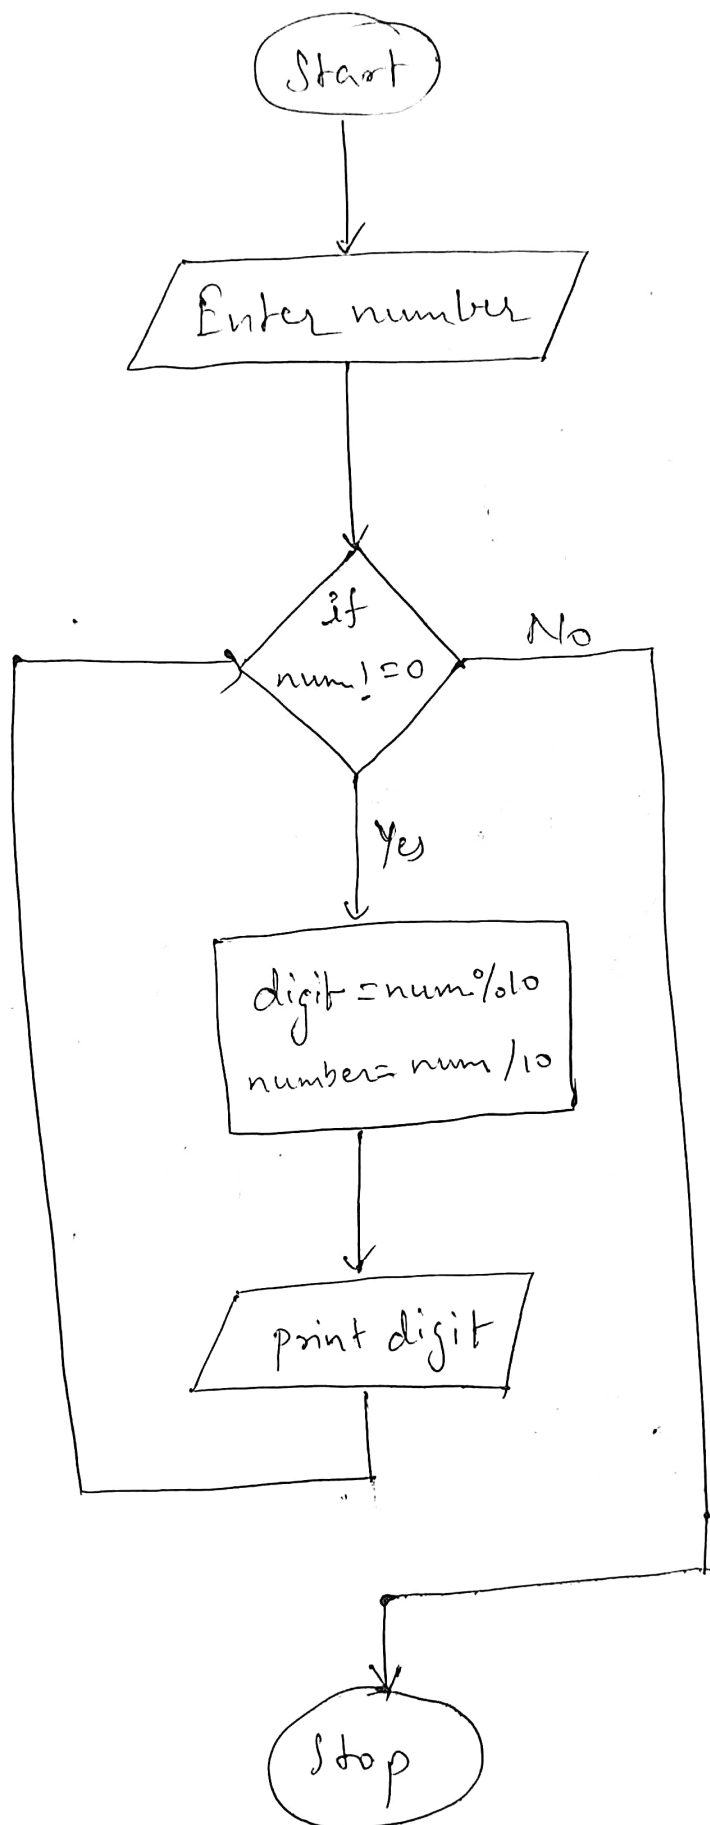 Start
Enter number
if
num!=0
No
Yes
digit=num%10
number=num/10
print digit
Stop